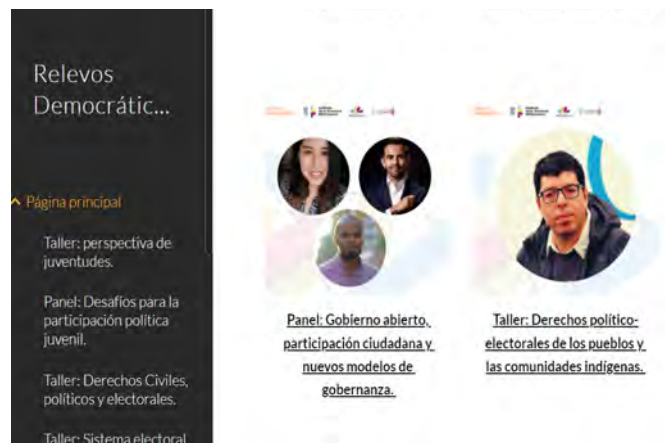 Relevos
Democrátic...
Página principal
Taller: perspectiva de
juventudes.
Panel: Desafíos para la
participación política
juvenil.
Taller: Derechos Civiles,
políticos y electorales.
Taller: Sistema electoral
Panel: Gobierno abierto,
participación ciudadana y
nuevos modelos de
gobernanza.
Taller: Derechos político-
electorales de los pueblos y
las comunidades indígenas.